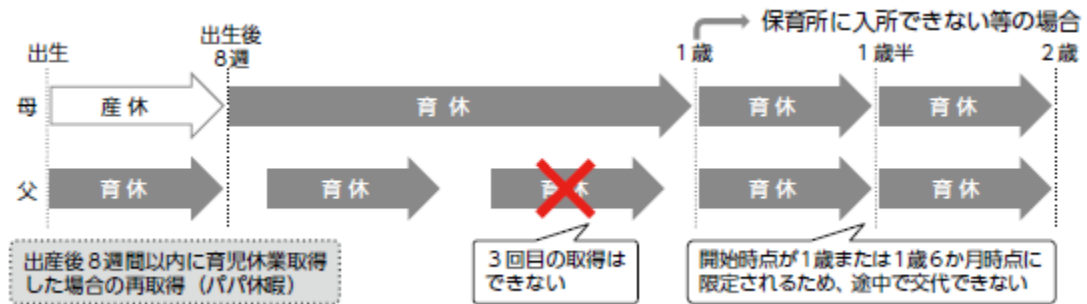 保育所に入所できない等の場合
出生
出生後
8週
1歳
1歳半
2歳
母
産休
育休
育休
育休
父
育休
育休
育休
育休
育休
出産後8週間以内に育児休業取得
した場合の再取得(パパ休暇)
3回目の取得は
できない
開始時点が1歳または1歳6か月時点に
限定されるため、途中で交代できない